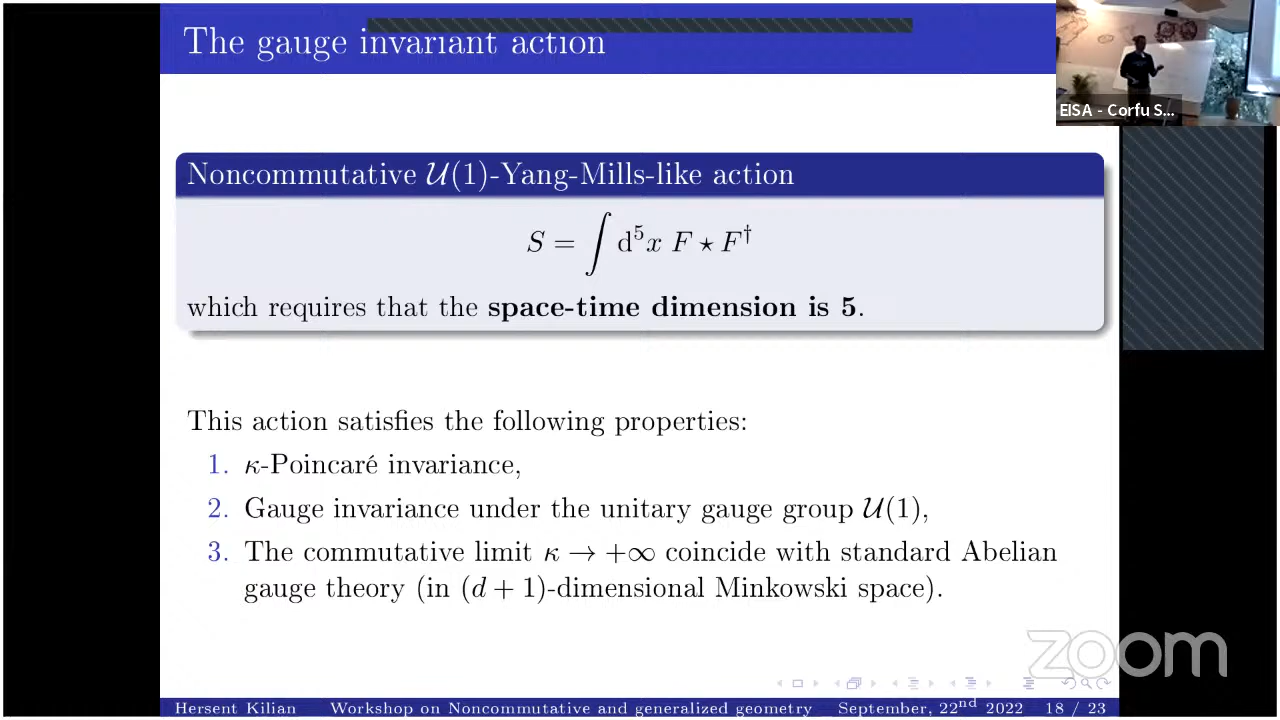 The gauge invariant action
EISA - Corfu S...
Noncommutative 𝒰(1)-Yang-Mills-like action
S = ∫ d⁵x F ⋆ F†
which requires that the space-time dimension is 5.
This action satisfies the following properties:
1. κ-Poincaré invariance,
2. Gauge invariance under the unitary gauge group 𝒰(1),
3. The commutative limit κ → +∞ coincide with standard Abelian
gauge theory (in (d + 1)-dimensional Minkowski space).
zoom
Hersent Kilian Workshop on Noncommutative and generalized geometry September, 22nd 2022 18 / 23